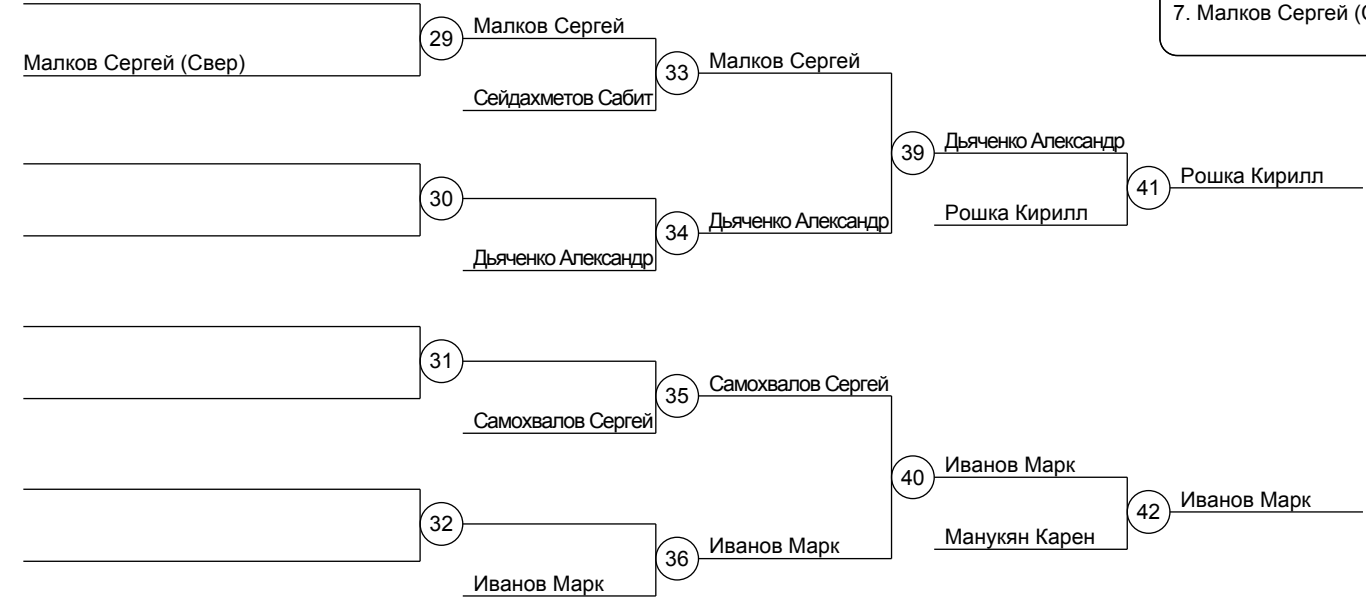 7. Малков Сергей (
29
Малков Сергей
Малков Сергей (Свер)
33
Малков Сергей
Сейдахметов Сабит
39
Дьяченко Александр
41
Рошка Кирилл
30
Рошка Кирилл
34
Дьяченко Александр
Дьяченко Александр
31
35
Самохвалов Сергей
Самохвалов Сергей
40
Иванов Марк
42
Иванов Марк
32
Манукян Карен
36
Иванов Марк
Иванов Марк